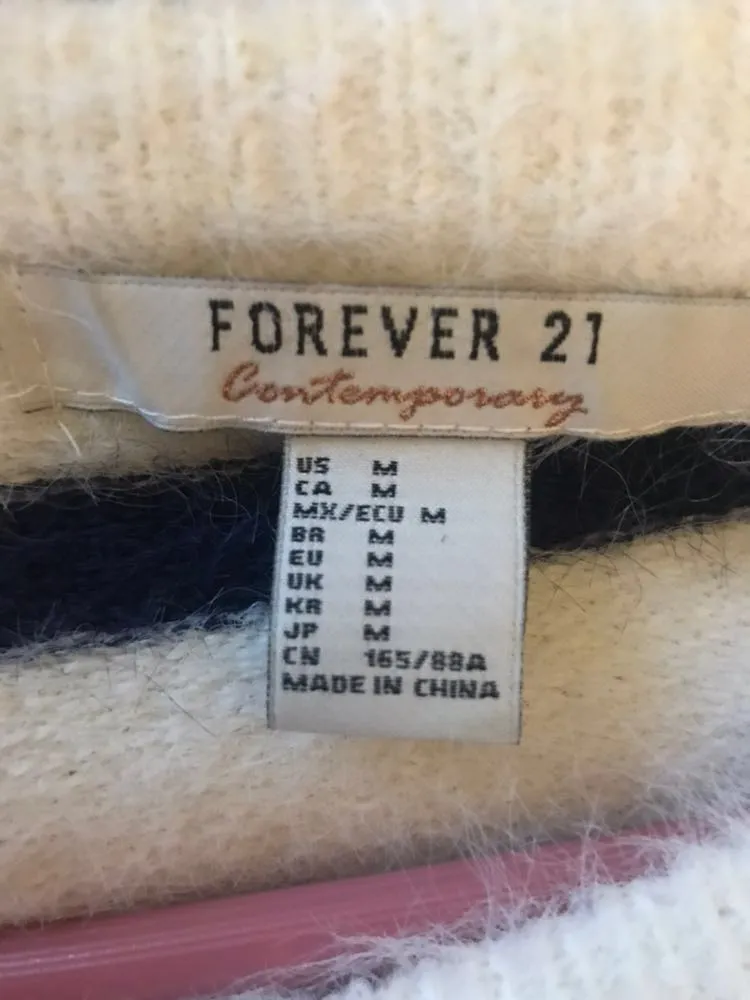 FOREVER 21
Contemporary
US M
CA M
MX/ECU M
BR M
EU M
UK M
KR M
JP M
CN 165/88A
MADE IN CHINA